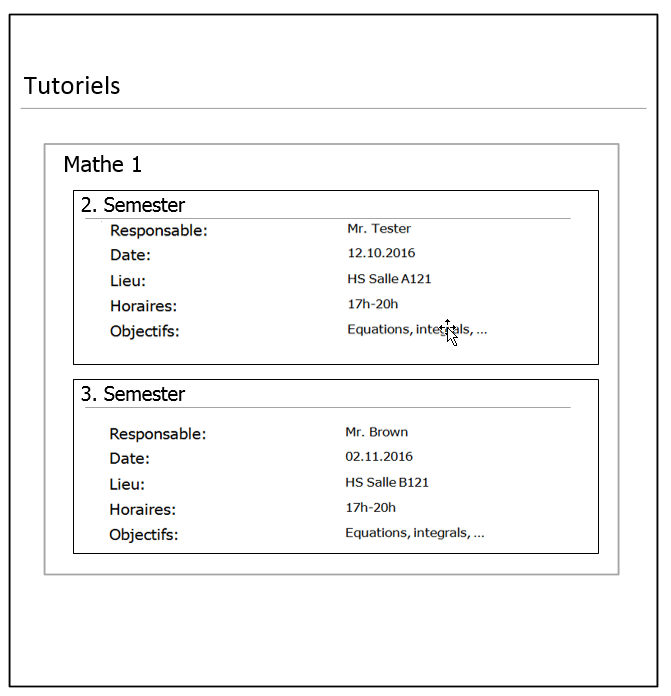 Tutoriels
Mathe 1
2. Semester
Responsable: Mr. Tester
Date: 12.10.2016
Lieu: HS Salle A121
Horaires: 17h-20h
Objectifs: Equations, integrals, ...
3. Semester
Responsable: Mr. Brown
Date: 02.11.2016
Lieu: HS Salle B121
Horaires: 17h-20h
Objectifs: Equations, integrals, ...